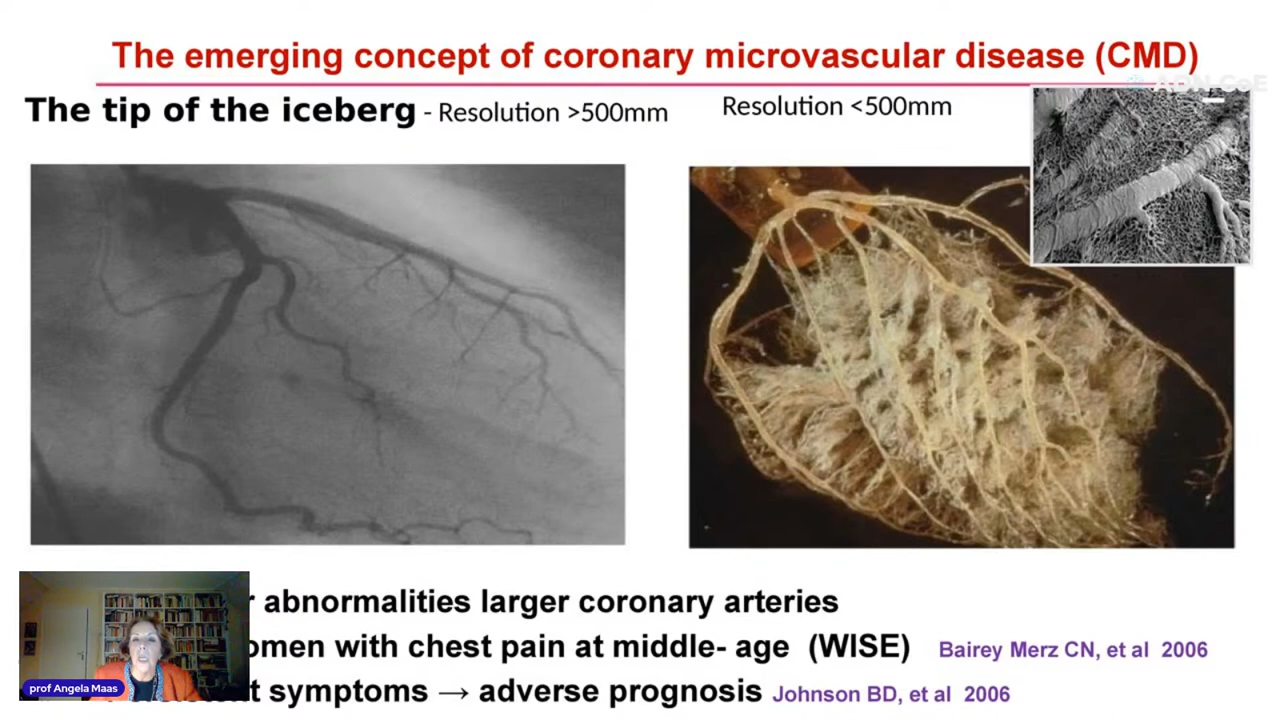 The emerging concept of coronary microvascular disease (CMD)
AON CoE
The tip of the iceberg - Resolution >500mm
Resolution <500mm
abnormalities larger coronary arteries
omen with chest pain at middle- age (WISE) Bairey Merz CN, et al 2006
prof Angela Maas
t symptoms → adverse prognosis Johnson BD, et al 2006